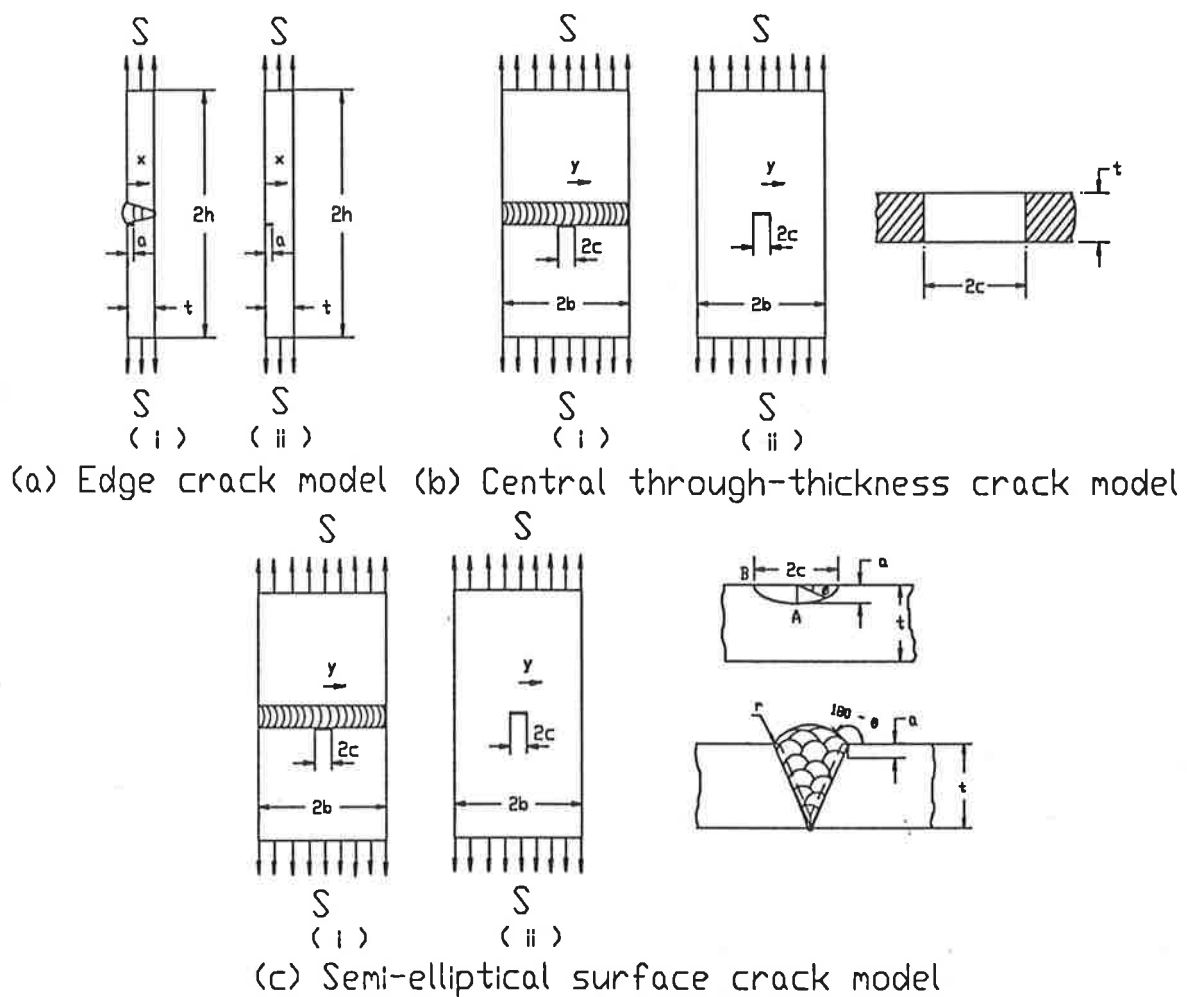 S S
x x
2h 2h
a a
t t
S S
( i ) ( ii )
(a) Edge crack model
S S
y y
2c 2c
2b 2b
S S
( i ) ( ii )
t
2c
(b) Central through-thickness crack model
S S
y y
2c 2c
2b 2b
S S
( i ) ( ii )
B 2c a
θ
A t
r 180 - θ a
t
(c) Semi-elliptical surface crack model